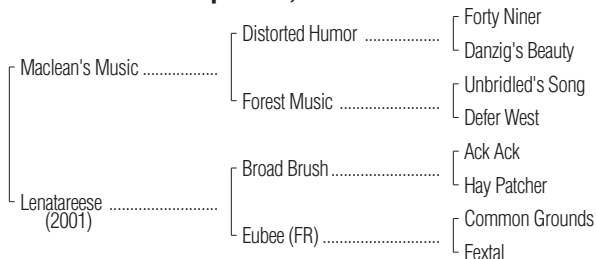 Forty Niner
Distorted Humor ..................
Danzig's Beauty
Maclean's Music ..................
Unbridled's Song
Forest Music ........................
Defer West
Ack Ack
Broad Brush ..........................
Hay Patcher
Lenatareese ..........................
(2001)
Common Grounds
Eubee (FR) ............................
Fextal